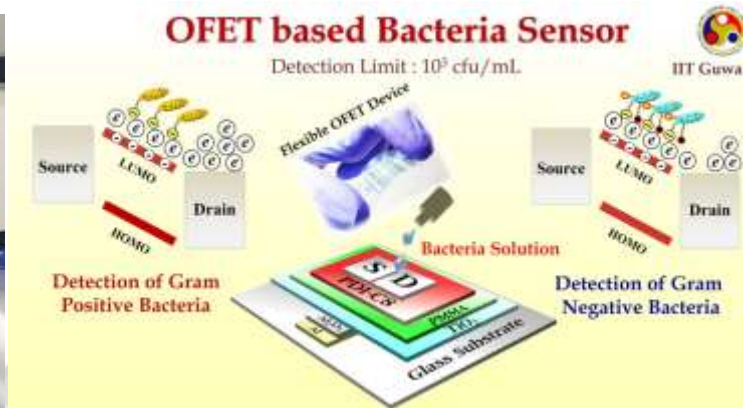 OFET based Bacteria Sensor
Detection Limit : 10³ cfu/mL
IIT Guwa
Flexible OFET Device
Source
LUMO
HOMO
Drain
Detection of Gram
Positive Bacteria
Bacteria Solution
S D
PDI-C8
PMMA
TiO₂
Al
Glass Substrate
Source
LUMO
HOMO
Drain
Detection of Gram
Negative Bacteria
e
e
e
e